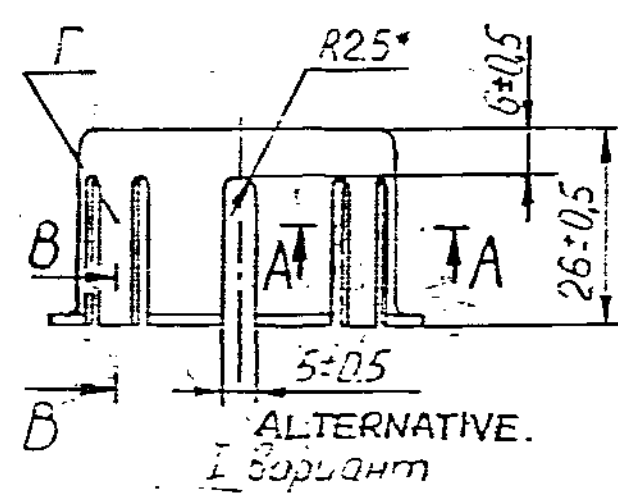 Г
R2.5*
6±0,5
26±0,5
В
А А
В
5±0.5
ALTERNATIVE.
I вариант